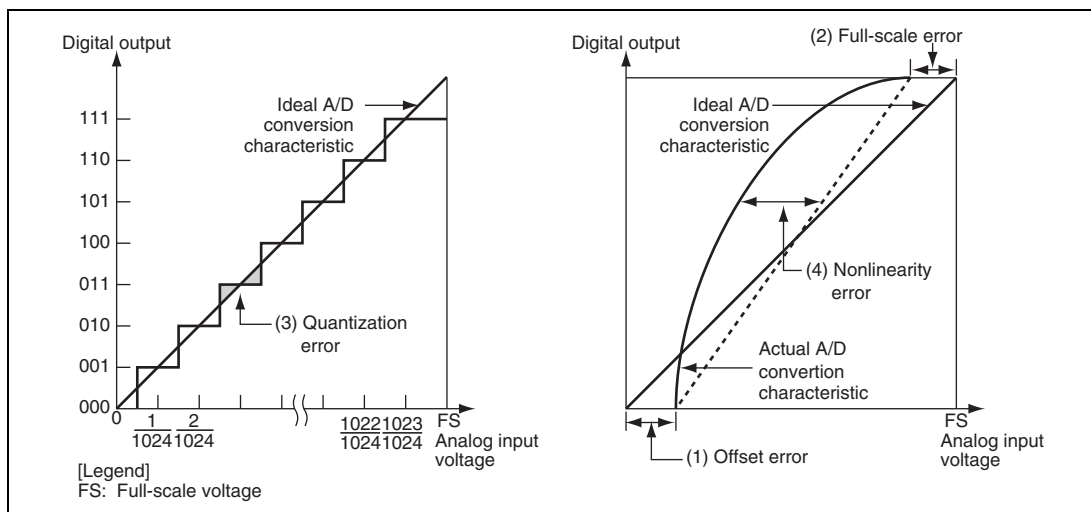 Digital output
111
110
101
100
011
010
001
000
0
1
1024
2
1024
1022
1024
1023
1024
FS
Analog input
voltage
Ideal A/D
conversion
characteristic
(3) Quantization
error
[Legend]
FS: Full-scale voltage
Digital output
(2) Full-scale error
Ideal A/D
conversion
characteristic
(4) Nonlinearity
error
Actual A/D
convertion
characteristic
FS
Analog input
voltage
(1) Offset error